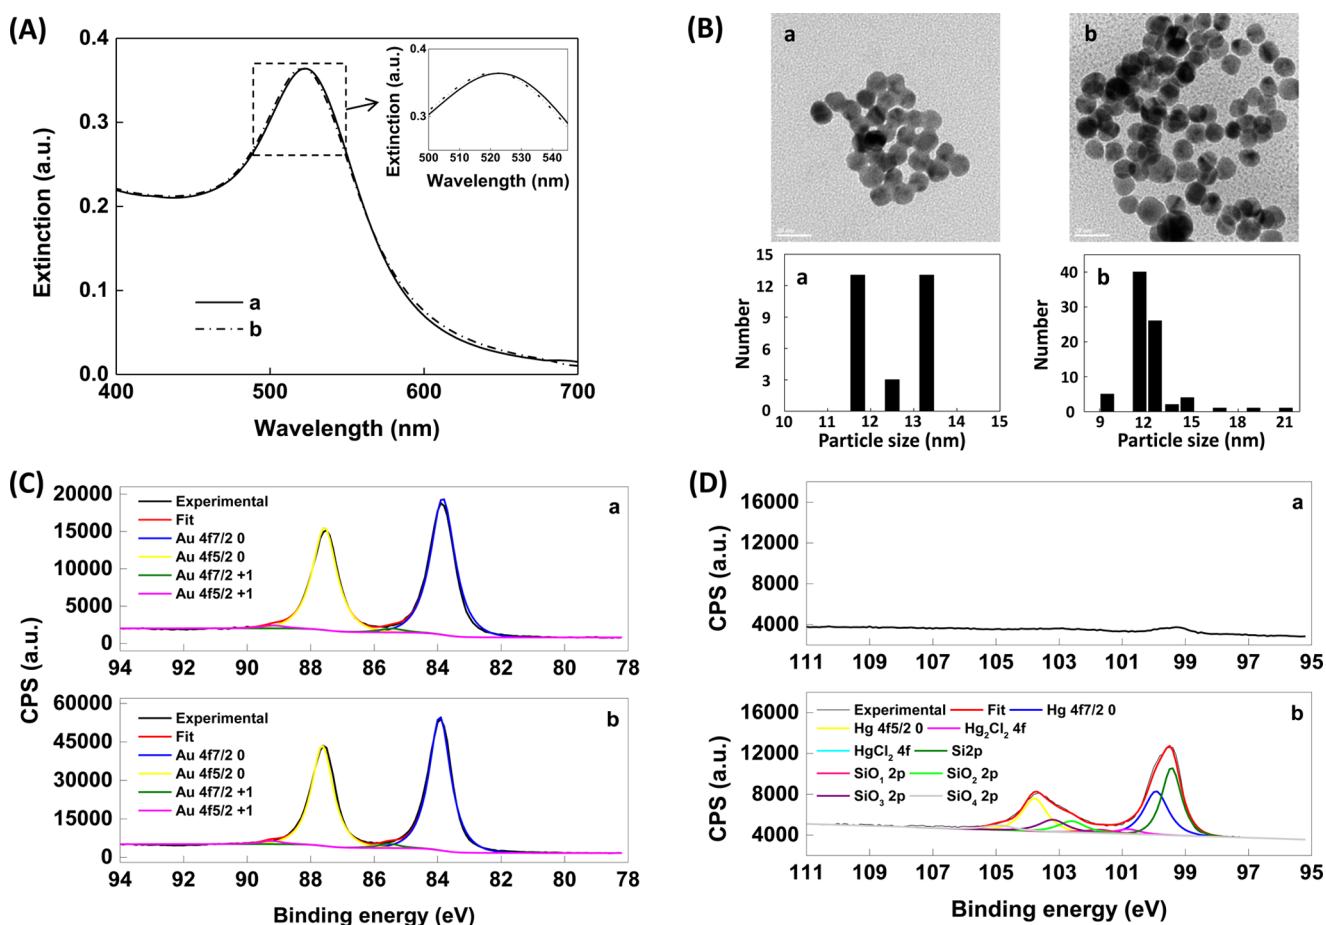 (A)
0.4
0.3
0.2
0.1
0.0
Extinction (a.u.)
400 500 600 700
Wavelength (nm)
a
b
0.4
0.3
Extinction (a.u.)
500 510 520 530 540
Wavelength (nm)
(B)
a
b
15
12
9
6
3
0
Number
a
10 11 12 13 14 15
Particle size (nm)
40
30
20
10
0
Number
b
9 12 15 18 21
Particle size (nm)
(C)
CPS (a.u.)
20000
15000
10000
5000
0
Experimental
Fit
Au 4f7/2 0
Au 4f5/2 0
Au 4f7/2 +1
Au 4f5/2 +1
a
94 92 90 88 86 84 82 80 78
60000
45000
30000
15000
0
Experimental
Fit
Au 4f7/2 0
Au 4f5/2 0
Au 4f7/2 +1
Au 4f5/2 +1
b
94 92 90 88 86 84 82 80 78
Binding energy (eV)
(D)
CPS (a.u.)
16000
12000
8000
4000
a
111 109 107 105 103 101 99 97 95
CPS (a.u.)
16000
12000
8000
4000
Experimental Fit Hg 4f7/2 0
Hg 4f5/2 0 Hg₂Cl₂ 4f
HgCl₂ 4f Si2p
SiO₁ 2p SiO₂ 2p
SiO₃ 2p SiO₄ 2p
b
111 109 107 105 103 101 99 97 95
Binding energy (eV)